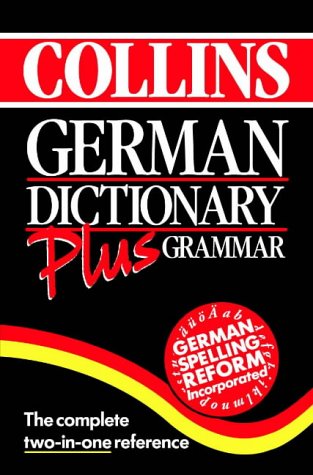 COLLINS
GERMAN
DICTIONARY
Plus GRAMMAR
GERMAN
SPELLING
REFORM
Incorporated
The complete
two-in-one reference